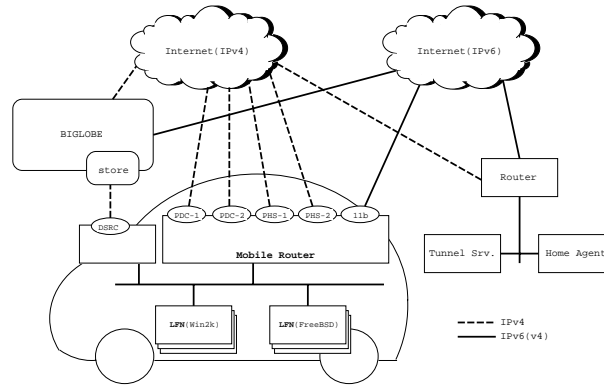 Internet(IPv4)
Internet(IPv6)
BIGLOBE
store
Router
DSRC
PDC-1
PDC-2
PHS-1
PHS-2
11b
Mobile Router
Tunnel Srv.
Home Agent
LFN(Win2k)
LFN(FreeBSD)
IPv4
IPv6(v4)